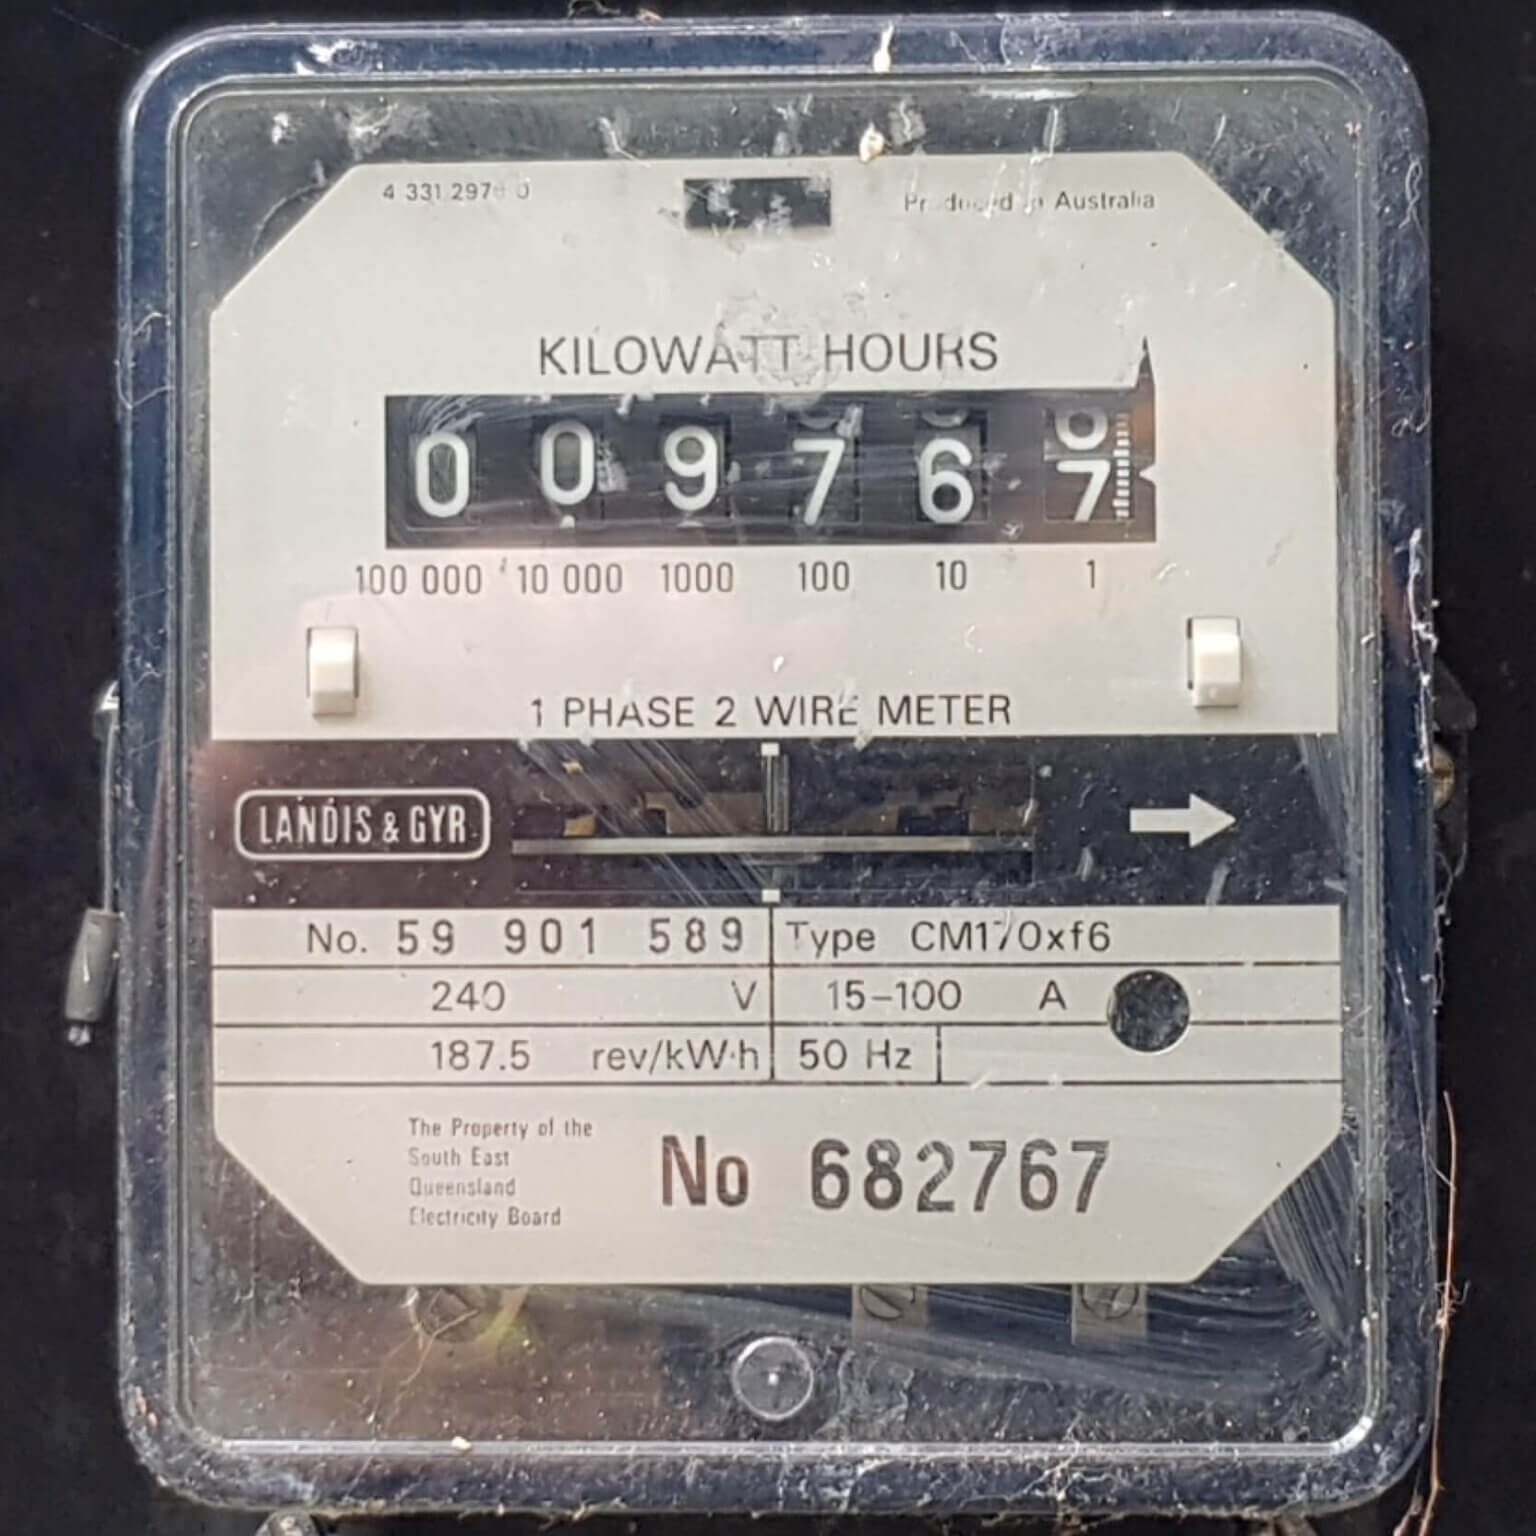 4 331 297 0
Produced in Australia
KILOWATT HOURS
0 0 9 7 6 7
100 000 10 000 1000 100 10 1
1 PHASE 2 WIRE METER
LANDIS & GYR
No. 59 901 589 Type CM170xf6
240 V 15-100 A
187.5 rev/kW·h 50 Hz
The Property of the
South East
Queensland
Electricity Board
No 682767